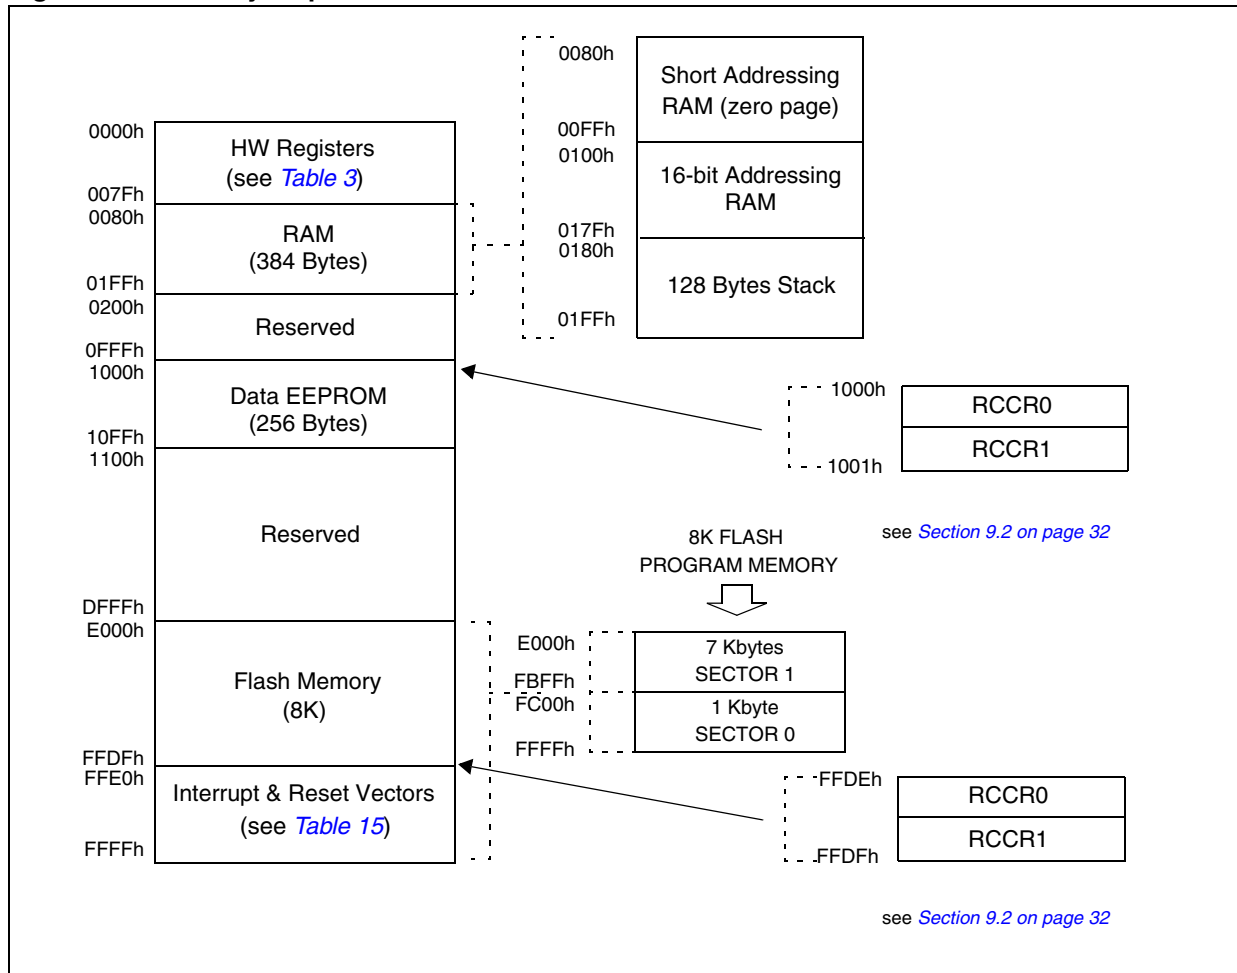 0000h
HW Registers
(see Table 3)
007Fh
0080h
RAM
(384 Bytes)
01FFh
0200h
Reserved
0FFFh
1000h
Data EEPROM
(256 Bytes)
10FFh
1100h
Reserved
DFFFh
E000h
Flash Memory
(8K)
FFDFh
FFE0h
Interrupt & Reset Vectors
(see Table 15)
FFFFh
0080h
Short Addressing
RAM (zero page)
00FFh
0100h
16-bit Addressing
RAM
017Fh
0180h
128 Bytes Stack
01FFh
1000h
RCCR0
RCCR1
1001h
see Section 9.2 on page 32
8K FLASH
PROGRAM MEMORY
E000h
7 Kbytes
SECTOR 1
FBFFh
FC00h
1 Kbyte
SECTOR 0
FFFFh
FFDEh
RCCR0
RCCR1
FFDFh
see Section 9.2 on page 32